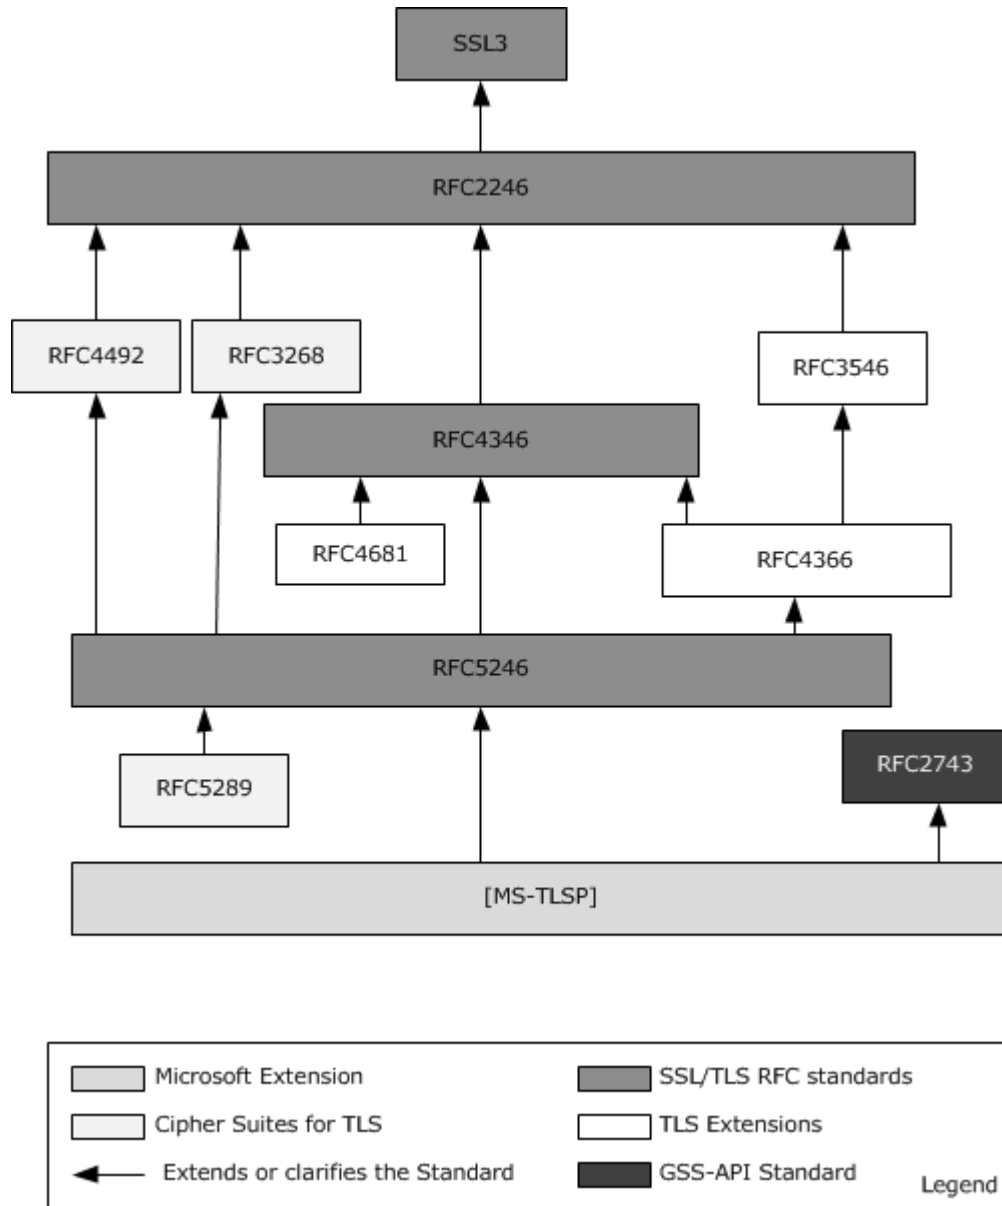 SSL3
RFC2246
RFC4492
RFC3268
RFC3546
RFC4346
RFC4681
RFC4366
RFC5246
RFC5289
RFC2743
[MS-TLSP]
Microsoft Extension
SSL/TLS RFC standards
Cipher Suites for TLS
TLS Extensions
Extends or clarifies the Standard
GSS-API Standard
Legend